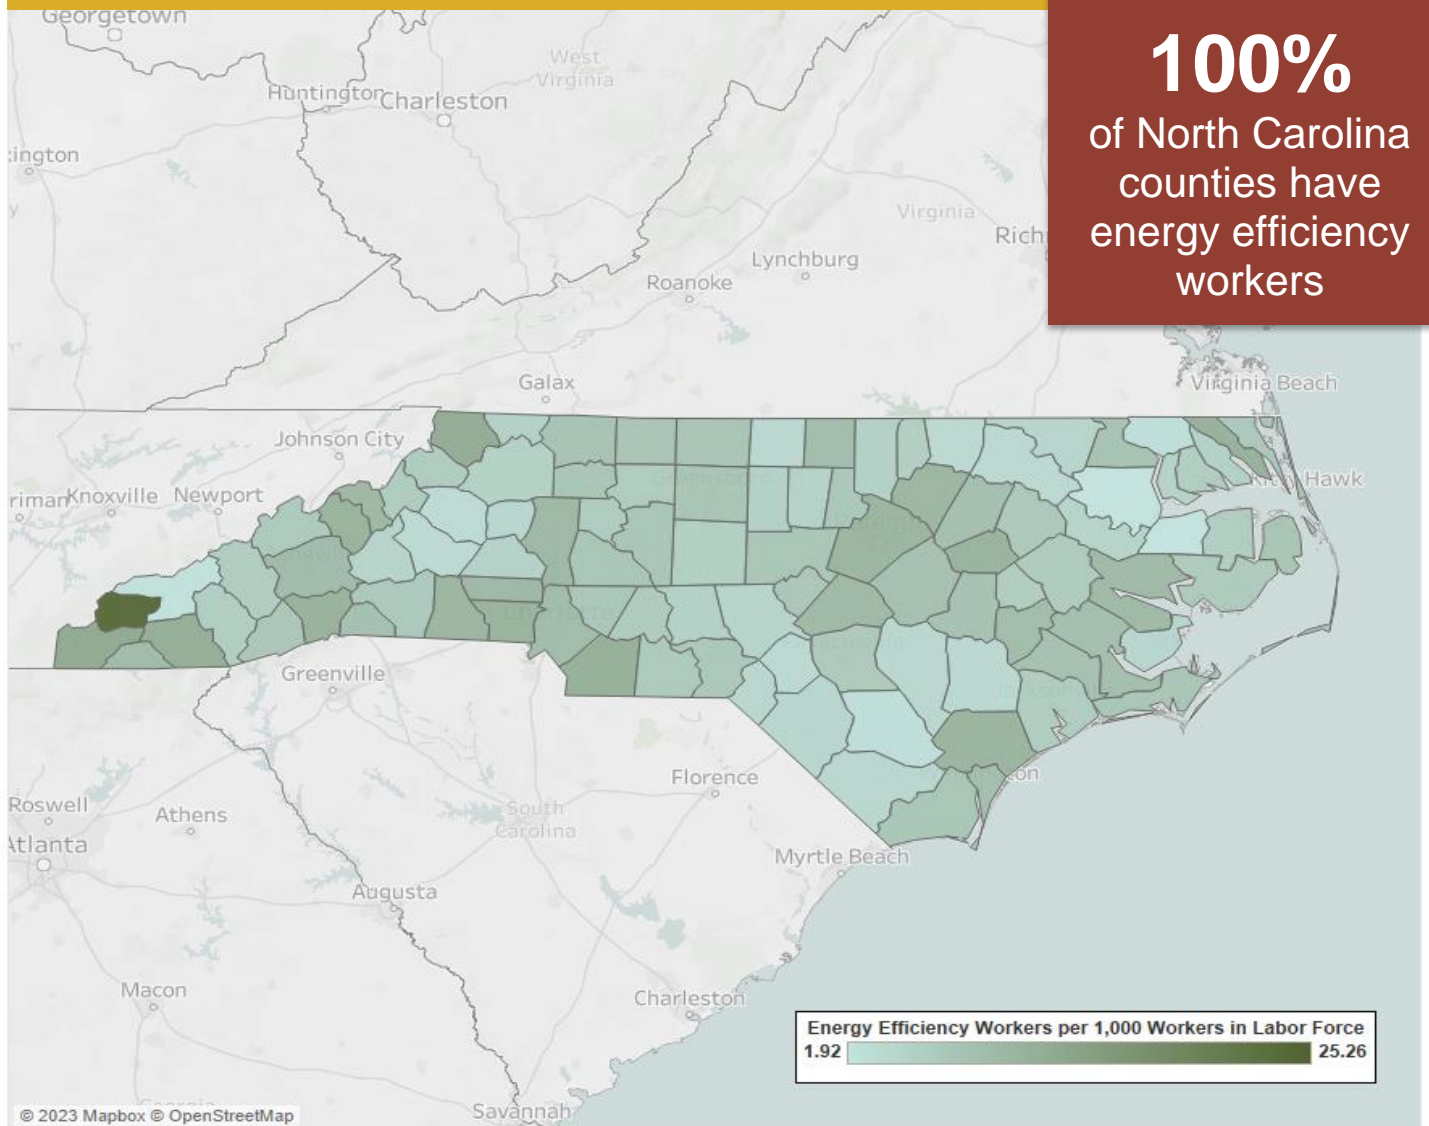 Georgetown
West
Virginia
Huntington
Charleston
100%
of North Carolina
counties have
energy efficiency
workers
Virginia
Lynchburg
Roanoke
Galax
Virginia Beach
Johnson City
Knoxville
Newport
Kitty Hawk
Greenville
Florence
Roswell
Athens
South
Carolina
Atlanta
Myrtle Beach
Augusta
Macon
Charleston
Energy Efficiency Workers per 1,000 Workers in Labor Force
1.92
25.26
Savannah
© 2023 Mapbox © OpenStreetMap